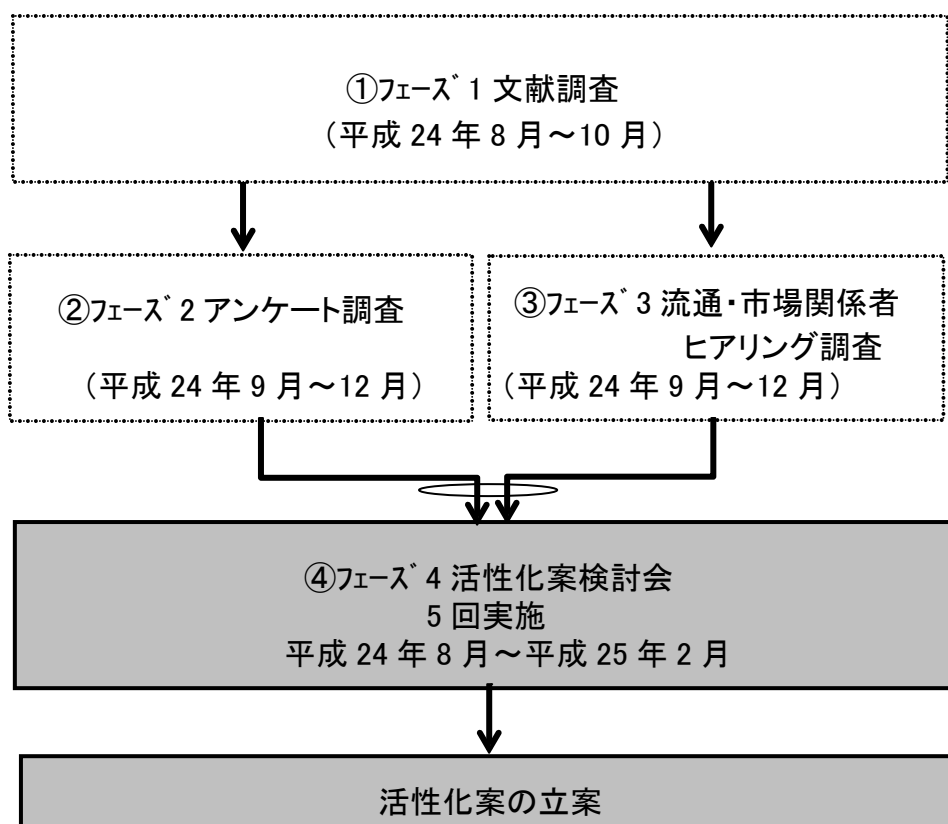 ①ﾌｪｰｽﾞ 1 文献調査
（平成 24 年 8 月～10 月）
②ﾌｪｰｽﾞ 2 アンケート調査
（平成 24 年 9 月～12 月）
③ﾌｪｰｽﾞ 3 流通・市場関係者
ヒアリング調査
（平成 24 年 9 月～12 月）
④ﾌｪｰｽﾞ 4 活性化案検討会
5 回実施
平成 24 年 8 月～平成 25 年 2 月
活性化案の立案